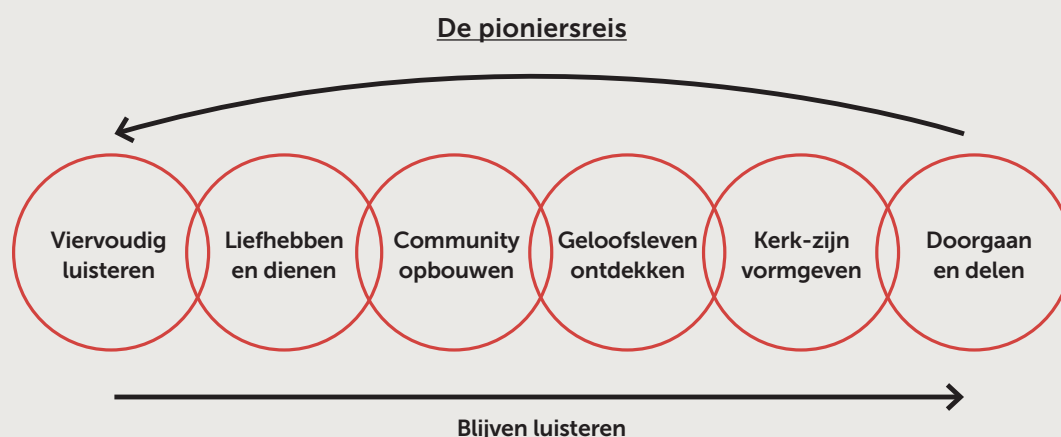 De pioniersreis
Viervoudig
luisteren
Liefhebben
en dienen
Community
opbouwen
Geloofsleven
ontdekken
Kerk-zijn
vormgeven
Doorgaan
en delen
Blijven luisteren